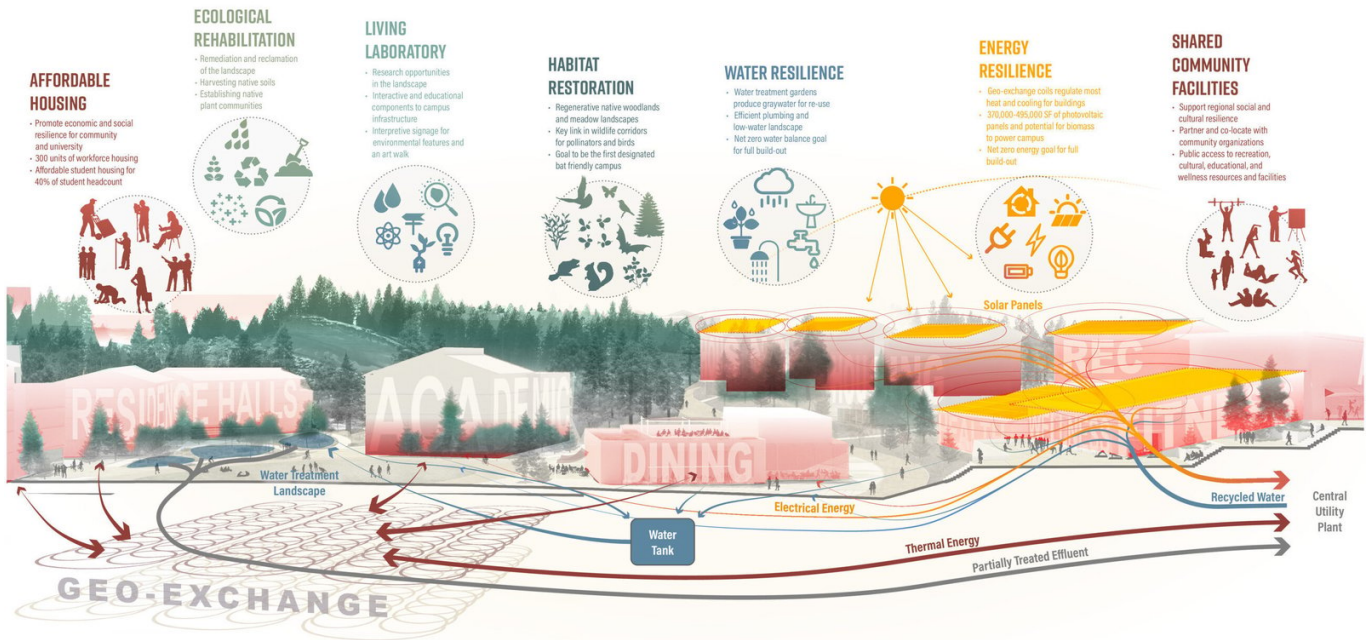 AFFORDABLE
HOUSING
• Promote economic and social
resilience for community
and university
• 300 units of workforce housing
• Affordable student housing for
40% of student headcount
ECOLOGICAL
REHABILITATION
• Remediation and reclamation
of the landscape
• Harvesting native soils
• Establishing native
plant communities
LIVING
LABORATORY
• Research opportunities
in the landscape
• Interactive and educational
components to campus
infrastructure
• Interpretive signage for
environmental features and
an art walk
HABITAT
RESTORATION
• Regenerative native woodlands
and meadow landscapes
• Key link in wildlife corridors
for pollinators and birds
• Goal to be the first designated
bat friendly campus
WATER RESILIENCE
• Water treatment gardens
produce graywater for re-use
• Efficient plumbing and
low-water landscape
• Net zero water balance goal
for full build-out
ENERGY
RESILIENCE
• Geo-exchange coils regulate most
heat and cooling for buildings
• 370,000-495,000 SF of photovoltaic
panels and potential for biomass
to power campus
• Net zero energy goal for full
build-out
SHARED
COMMUNITY
FACILITIES
• Support regional social and
cultural resilience
• Partner and co-locate with
community organizations
• Public access to recreation,
cultural, educational, and
wellness resources and facilities
Solar Panels
RESIDENCE HALLS
ACADEMIC
DINING
REC
Water Treatment
Landscape
Water
Tank
Electrical Energy
Recycled Water
Central
Utility
Plant
Thermal Energy
Partially Treated Effluent
GEO-EXCHANGE